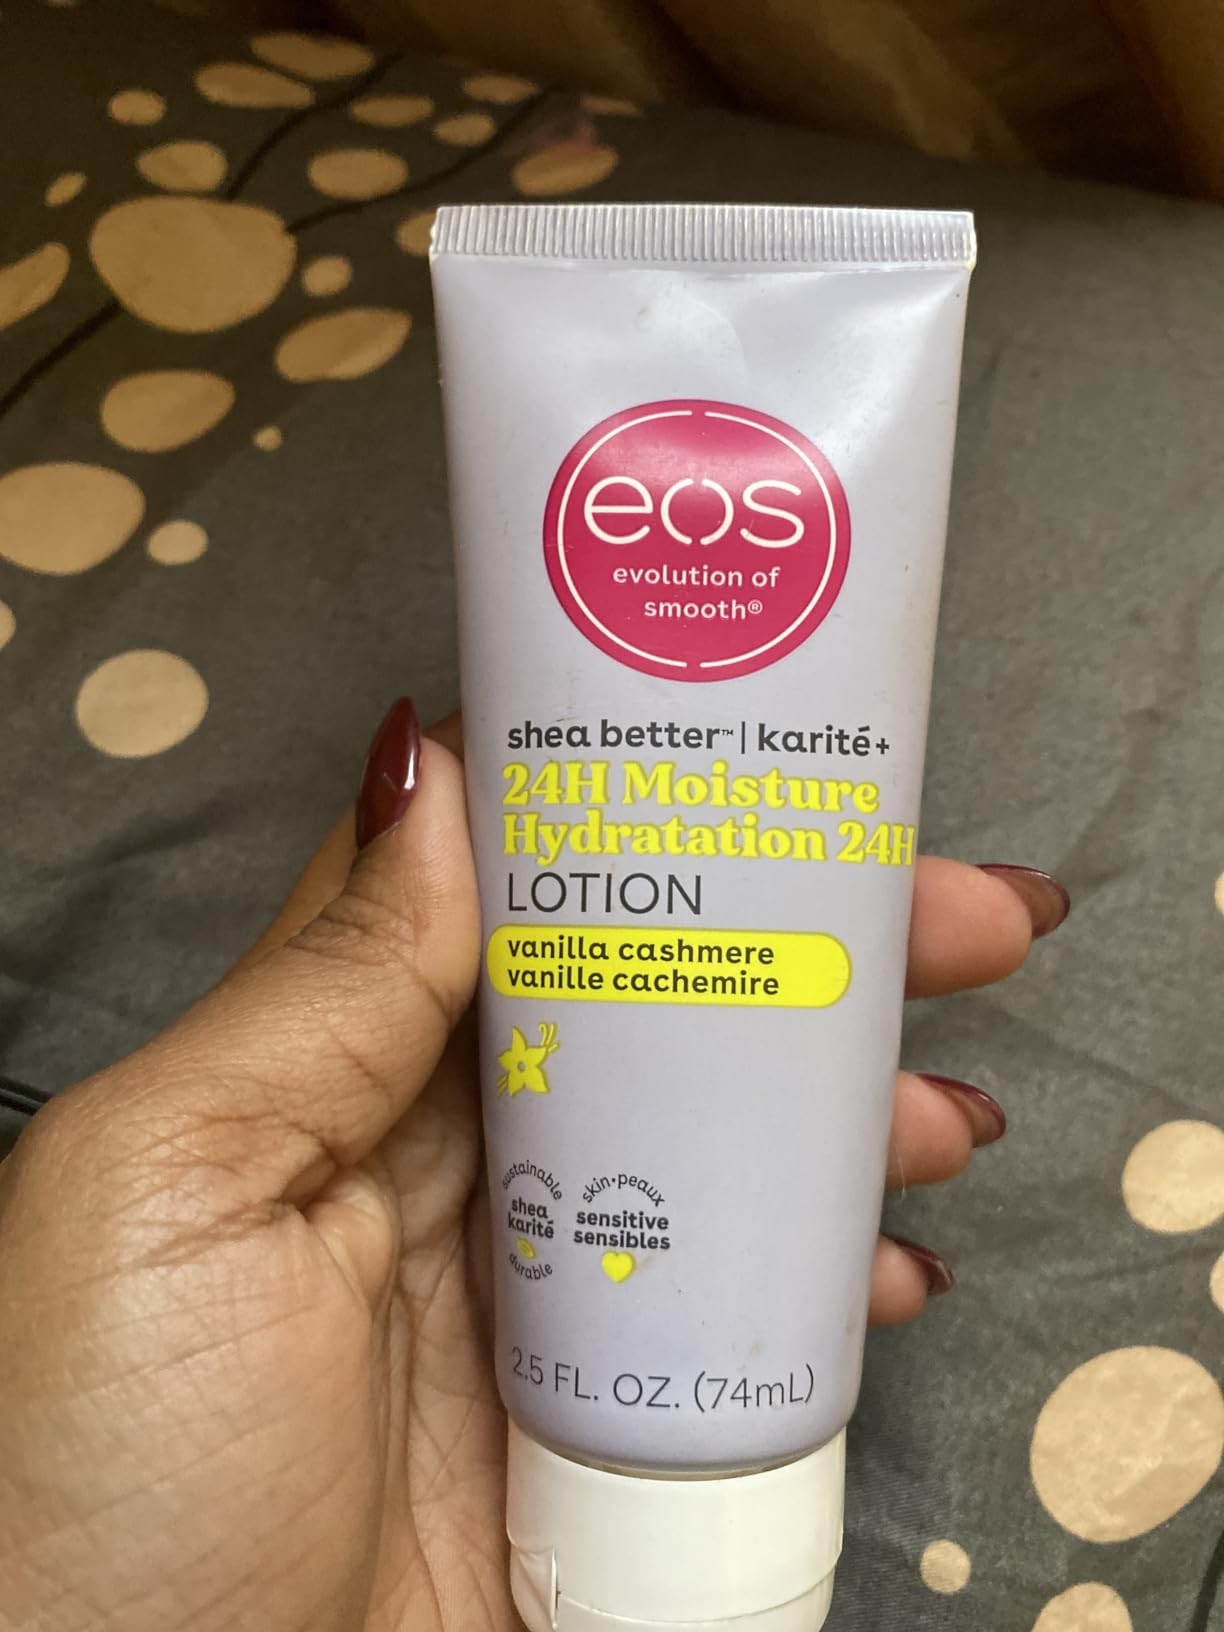 eos
evolution of
smooth®
shea better™ | karité+
24H Moisture
Hydratation 24H
LOTION
vanilla cashmere
vanille cachemire
sustainable
shea
karité
durable
skin•peaux
sensitive
sensibles
2.5 FL. OZ. (74mL)